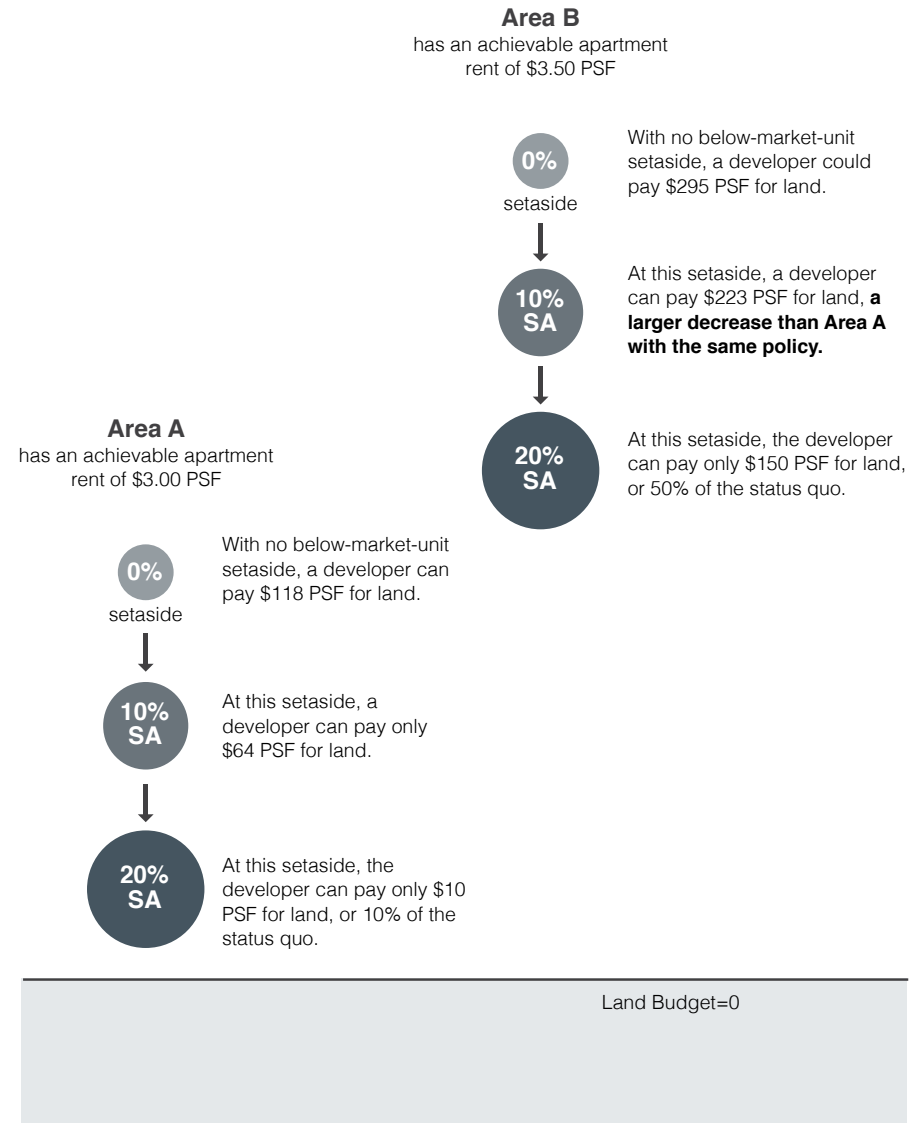 Area B
has an achievable apartment
rent of $3.50 PSF
0%
setaside
With no below-market-unit
setaside, a developer could
pay $295 PSF for land.
10%
SA
At this setaside, a developer
can pay $223 PSF for land, a
larger decrease than Area A
with the same policy.
20%
SA
At this setaside, the developer
can pay only $150 PSF for land,
or 50% of the status quo.
Area A
has an achievable apartment
rent of $3.00 PSF
0%
setaside
With no below-market-unit
setaside, a developer can
pay $118 PSF for land.
10%
SA
At this setaside, a
developer can pay only
$64 PSF for land.
20%
SA
At this setaside, the
developer can pay only $10
PSF for land, or 10% of the
status quo.
Land Budget=0